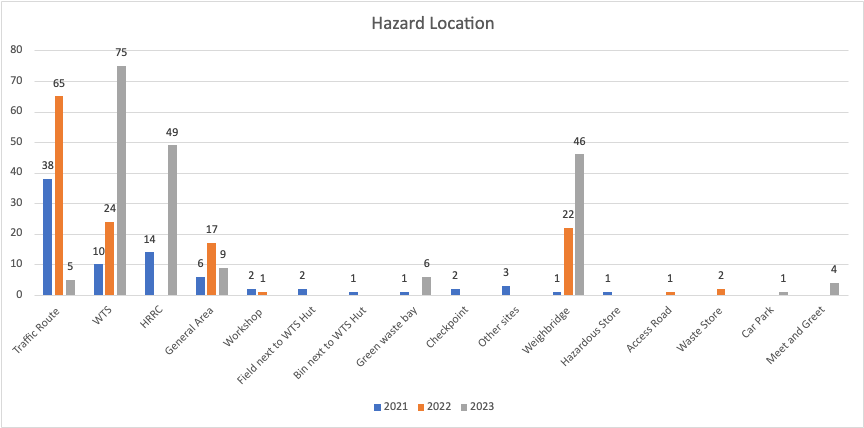 Hazard Location
80
70
60
50
40
30
20
10
0
38
65
5
10
24
75
14
49
6
17
9
2
1
2
1
1
6
2
3
1
22
46
1
1
2
1
4
Traffic Route
WTS
HRRC
General Area
Workshop
Field next to WTS Hut
Bin next to WTS Hut
Green waste bay
Checkpoint
Other sites
Weighbridge
Hazardous Store
Access Road
Waste Store
Car Park
Meet and Greet
2021 2022 2023